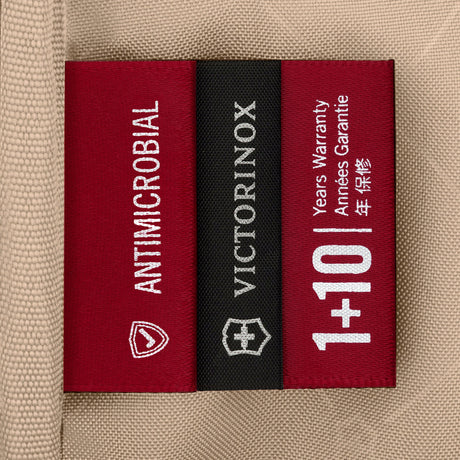 ANTIMICROBIAL
VICTORINOX
1+10
Years Warranty
Années Garantie
年 保修